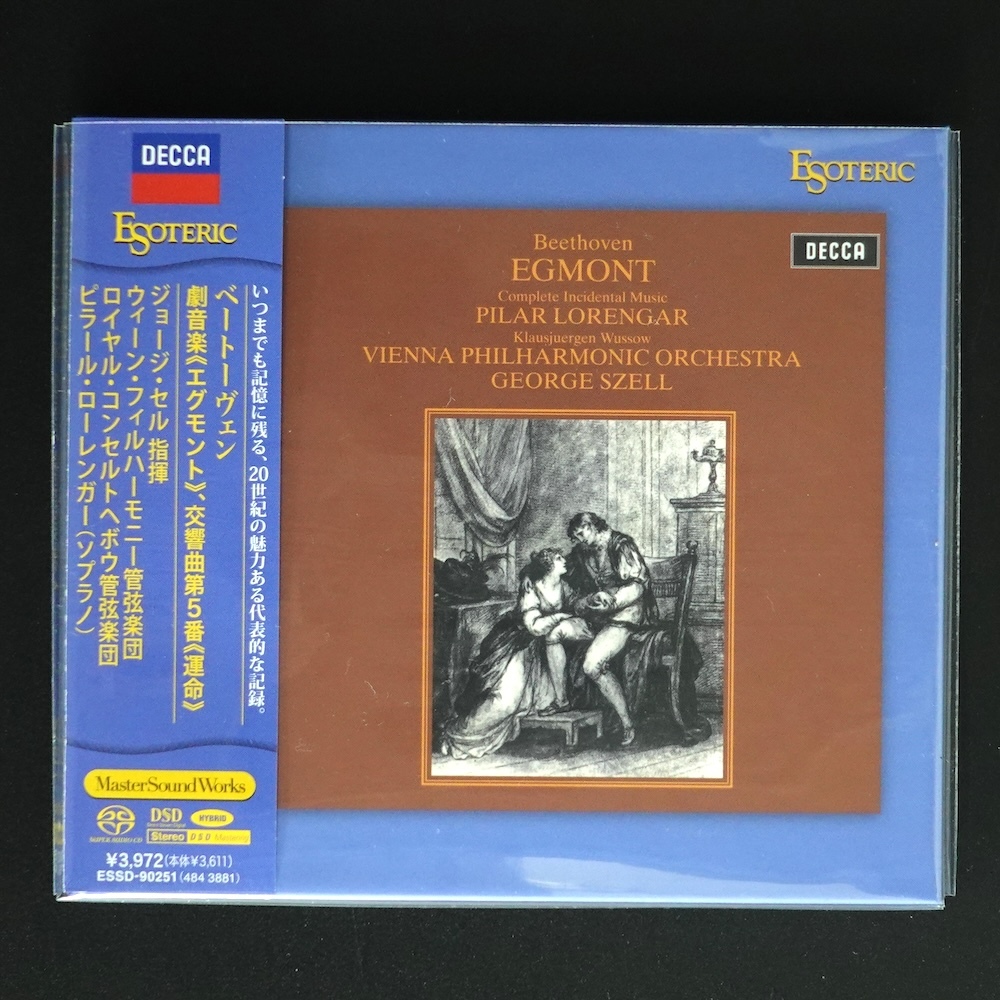 DECCA
ESOTERIC
いつまでも記憶に残る、20世紀の魅力ある代表的な記録。
ベートーヴェン
劇音楽《エグモント》、交響曲第5番《運命》
ジョージ・セル 指揮
ウィーン・フィルハーモニー管弦楽団
ロイヤル・コンセルトヘボウ管弦楽団
ピラール・ローレンガー(ソプラノ)
MasterSoundWorks
SUPER AUDIO CD
DSD
Direct Stream Digital
HYBRID
Stereo DSD Mastering
¥3,972(本体¥3,611)
ESSD-90251 (484 3881)
ESOTERIC
DECCA
Beethoven
EGMONT
Complete Incidental Music
PILAR LORENGAR
Klausjuergen Wussow
VIENNA PHILHARMONIC ORCHESTRA
GEORGE SZELL